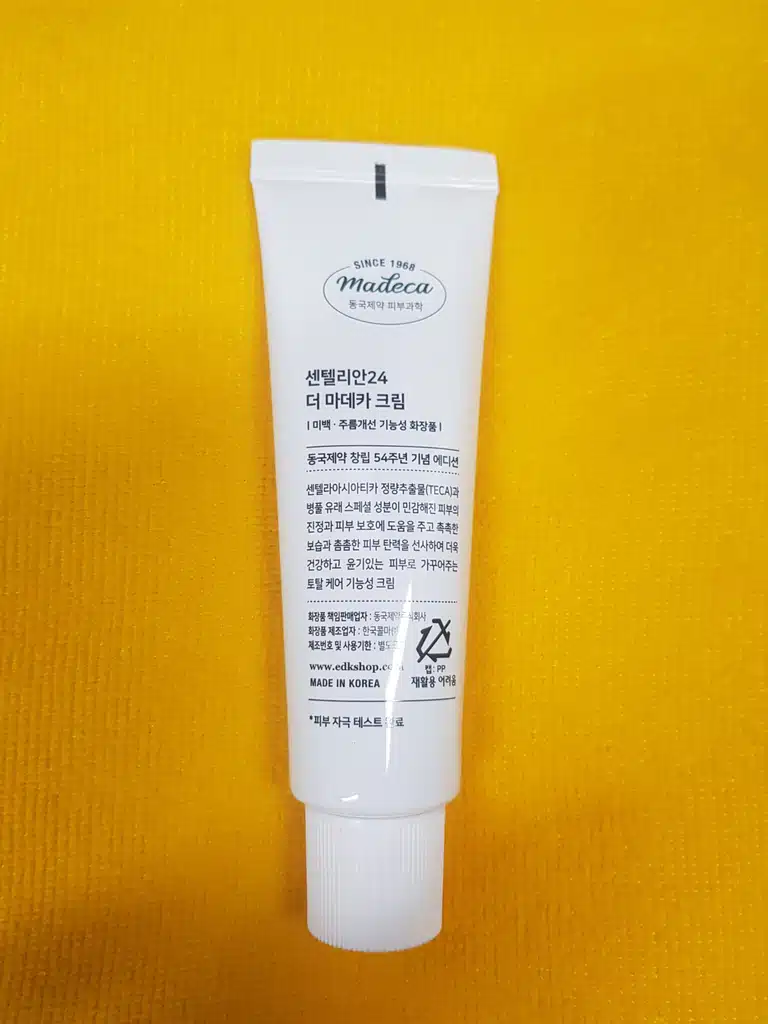 SINCE 1968
madeca
동국제약 피부과학
센텔리안24
더 마데카 크림
| 미백 · 주름개선 기능성 화장품 |
동국제약 창립 54주년 기념 에디션
센텔라아시아티카 정량추출물(TECA)과
병풀 유래 스페셜 성분이 민감해진 피부의
진정과 피부 보호에 도움을 주고 촉촉한
보습과 촘촘한 피부 탄력을 선사하여 더욱
건강하고 윤기있는 피부로 가꾸어주는
토탈 케어 기능성 크림
화장품 책임판매업자 : 동국제약주식회사
화장품 제조업자 : 한국콜마
제조번호 및 사용기한 :
www.edkshop.com
MADE IN KOREA
캡: PP
재활용 어려움
*피부 자극 테스트 완료